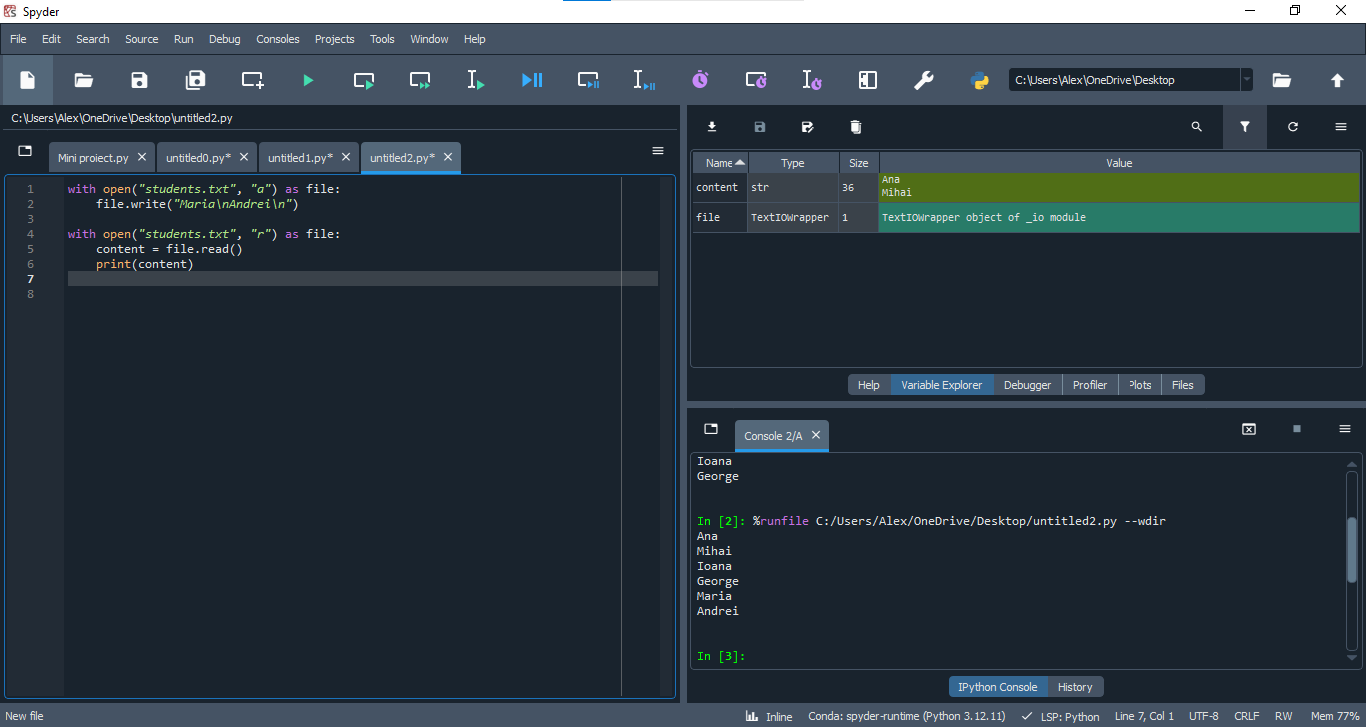 Spyder
File Edit Search Source Run Debug Consoles Projects Tools Window Help
C:\Users\Alex\OneDrive\Desktop
C:\Users\Alex\OneDrive\Desktop\untitled2.py
Mini proiect.py untitled0.py* untitled1.py* untitled2.py*
1 with open("students.txt", "a") as file:
2 file.write("Maria\nAndrei\n")
3
4 with open("students.txt", "r") as file:
5 content = file.read()
6 print(content)
7
8
Name Type Size Value
content str 36 Ana
Mihai
file TextIOWrapper 1 TextIOWrapper object of _io module
Help Variable Explorer Debugger Profiler Plots Files
Console 2/A
Ioana
George
In [2]: %runfile C:/Users/Alex/OneDrive/Desktop/untitled2.py --wdir
Ana
Mihai
Ioana
George
Maria
Andrei
In [3]:
IPython Console History
New file Inline Conda: spyder-runtime (Python 3.12.11) LSP: Python Line 7, Col 1 UTF-8 CRLF RW Mem 77%